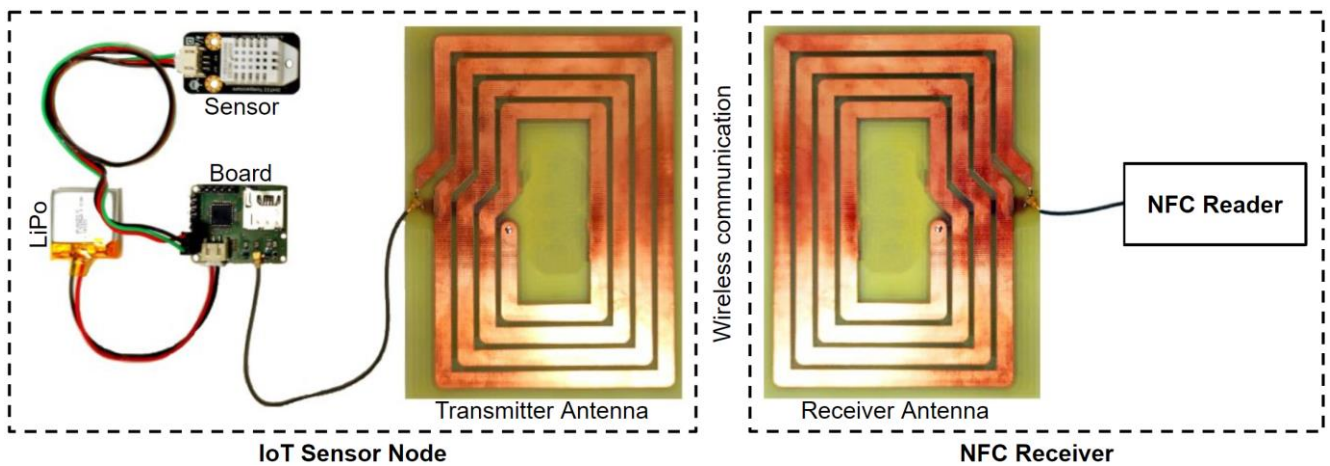 Sensor
Board
LiPo
Transmitter Antenna
IoT Sensor Node
Wireless communication
NFC Reader
Receiver Antenna
NFC Receiver